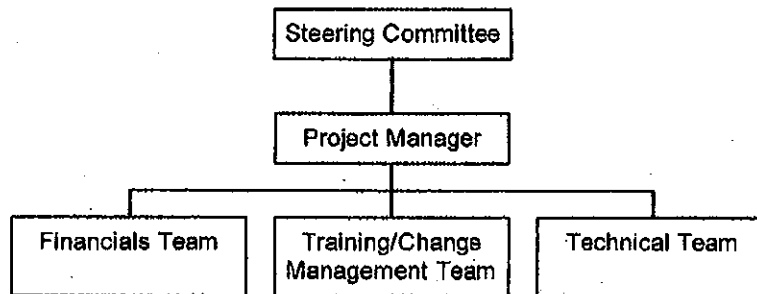 Steering Committee
Project Manager
Financials Team
Training/Change
Management Team
Technical Team